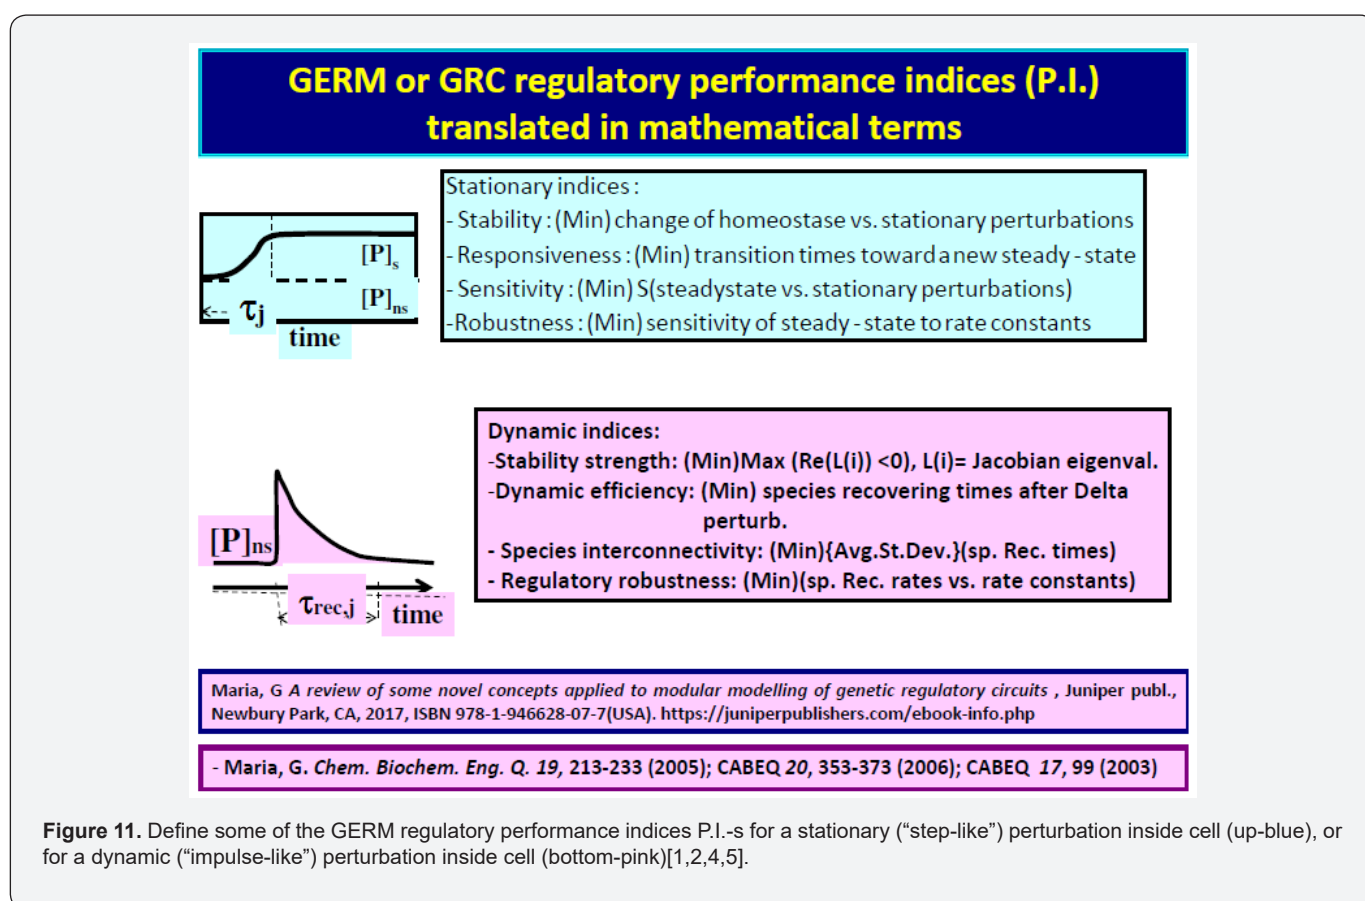 GERM or GRC regulatory performance indices (P.I.)
translated in mathematical terms
Stationary indices :
- Stability : (Min) change of homeostase vs. stationary perturbations
- Responsiveness : (Min) transition times toward a new steady - state
- Sensitivity : (Min) S(steadystate vs. stationary perturbations)
-Robustness : (Min) sensitivity of steady - state to rate constants
[P]s
[P]ns
τj
time
Dynamic indices:
-Stability strength: (Min)Max (Re(L(i)) <0), L(i)= Jacobian eigenval.
-Dynamic efficiency: (Min) species recovering times after Delta
perturb.
- Species interconnectivity: (Min){Avg.St.Dev.}(sp. Rec. times)
- Regulatory robustness: (Min)(sp. Rec. rates vs. rate constants)
[P]ns
τrec,j
time
Maria, G A review of some novel concepts applied to modular modelling of genetic regulatory circuits , Juniper publ.,
Newbury Park, CA, 2017, ISBN 978-1-946628-07-7(USA). https://juniperpublishers.com/ebook-info.php
- Maria, G. Chem. Biochem. Eng. Q. 19, 213-233 (2005); CABEQ 20, 353-373 (2006); CABEQ 17, 99 (2003)
Figure 11. Define some of the GERM regulatory performance indices P.I.-s for a stationary (“step-like”) perturbation inside cell (up-blue), or
for a dynamic (“impulse-like”) perturbation inside cell (bottom-pink)[1,2,4,5].